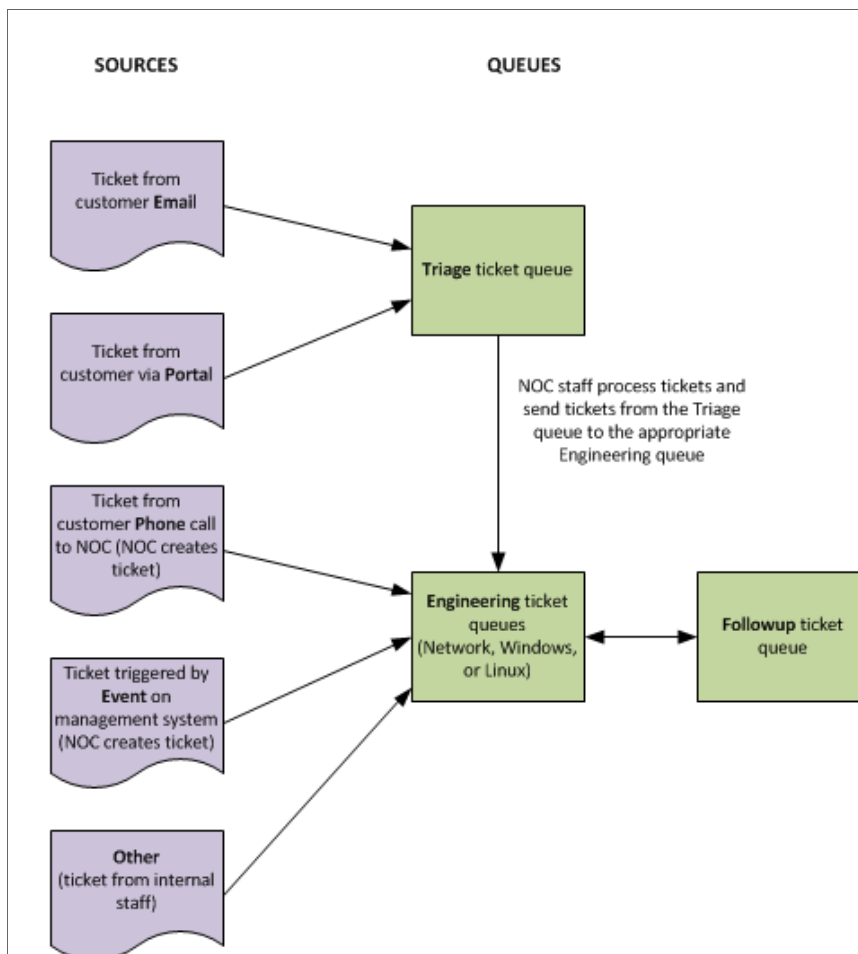 SOURCES
QUEUES
Ticket from
customer Email
Triage ticket queue
Ticket from
customer via Portal
NOC staff process tickets and
send tickets from the Triage
queue to the appropriate
Engineering queue
Ticket from
customer Phone call
to NOC (NOC creates
ticket)
Engineering ticket
queues
(Network, Windows,
or Linux)
Followup ticket
queue
Ticket triggered by
Event on
management system
(NOC creates ticket)
Other
(ticket from internal
staff)